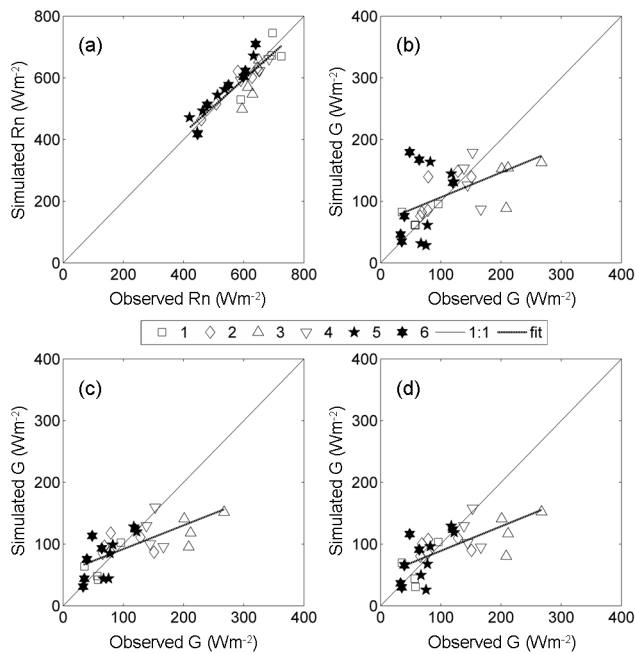 800
600
400
200
0
Simulated Rn (Wm-2)
(a)
0 200 400 600 800
Observed Rn (Wm-2)
400
300
200
100
0
Simulated G (Wm-2)
(b)
0 100 200 300 400
Observed G (Wm-2)
1 2 3 4 5 6 1:1 fit
400
300
200
100
0
Simulated G (Wm-2)
(c)
0 100 200 300 400
Observed G (Wm-2)
400
300
200
100
0
Simulated G (Wm-2)
(d)
0 100 200 300 400
Observed G (Wm-2)